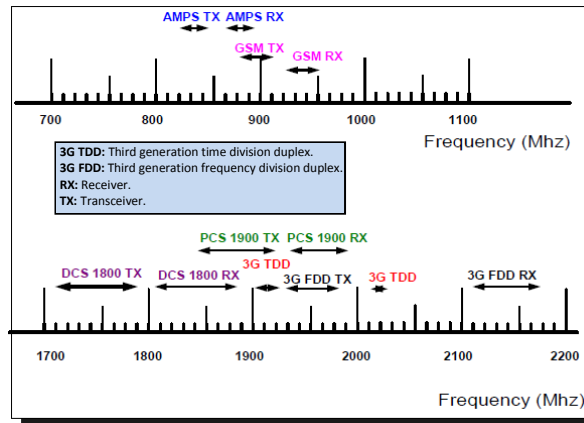 AMPS TX AMPS RX
GSM TX GSM RX
700 800 900 1000 1100
Frequency (Mhz)
3G TDD: Third generation time division duplex.
3G FDD: Third generation frequency division duplex.
RX: Receiver.
TX: Transceiver.
PCS 1900 TX PCS 1900 RX
DCS 1800 TX DCS 1800 RX 3G TDD 3G FDD TX 3G TDD 3G FDD RX
1700 1800 1900 2000 2100 2200
Frequency (Mhz)